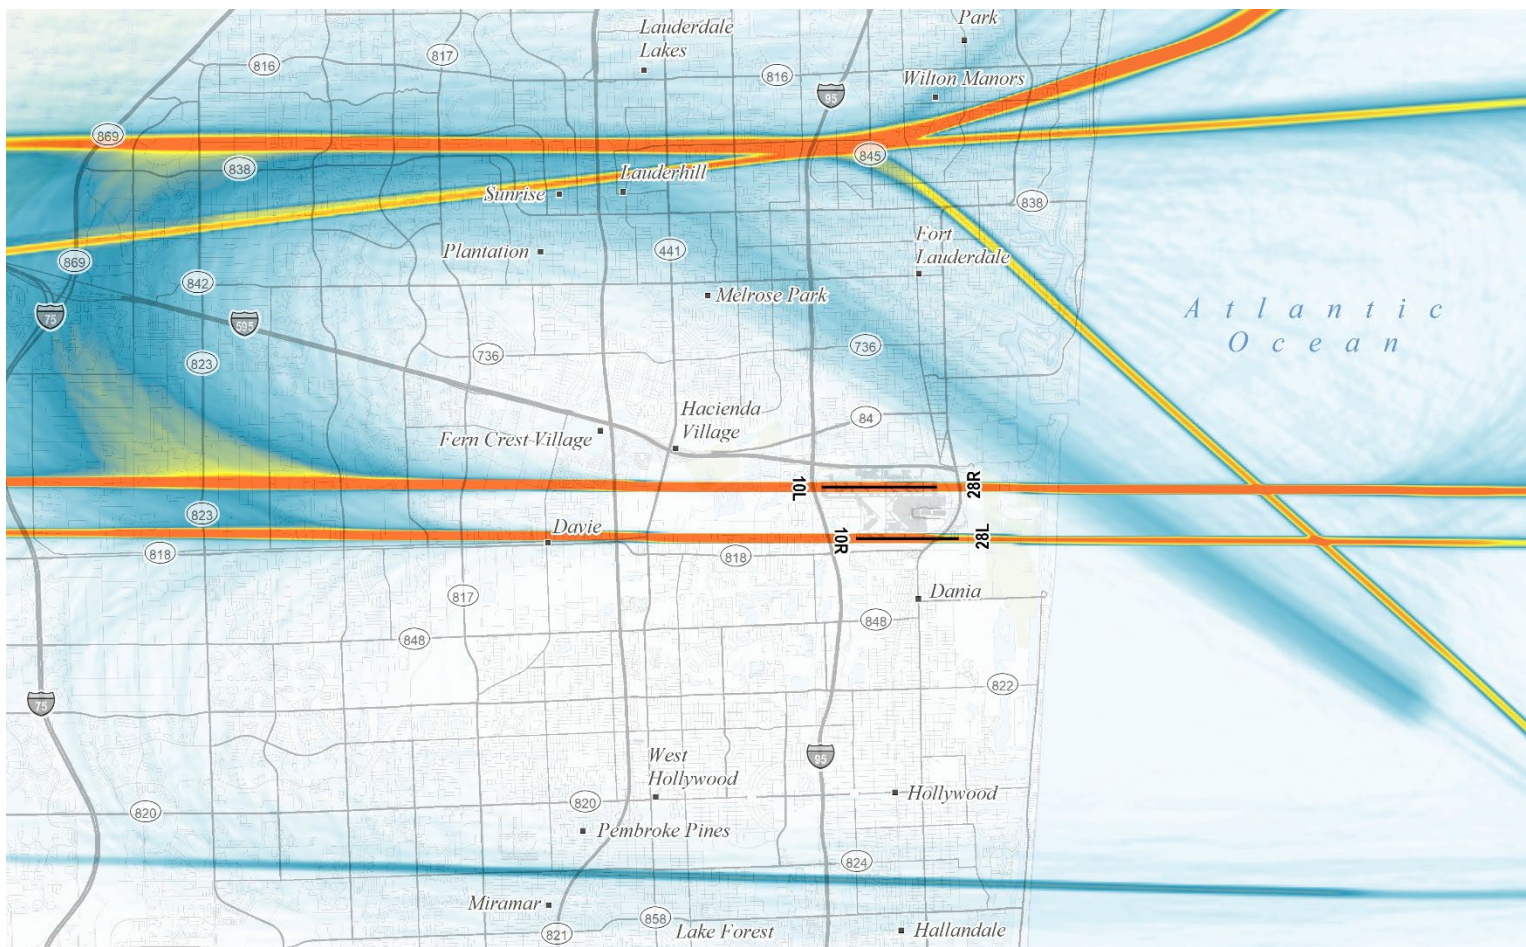 Park
Lauderdale
Lakes
817
816
816
Wilton Manors
95
869
845
838
Lauderhill
Sunrise
838
Fort
Lauderdale
Plantation
441
869
842
Melrose Park
Atlantic
Ocean
75
595
736
736
823
Hacienda
Village
84
Fern Crest Village
10L
28R
823
Davie
10R
28L
818
818
Dania
817
848
848
822
75
West
Hollywood
95
820
820
Hollywood
Pembroke Pines
824
Miramar
858
821
Lake Forest
Hallandale